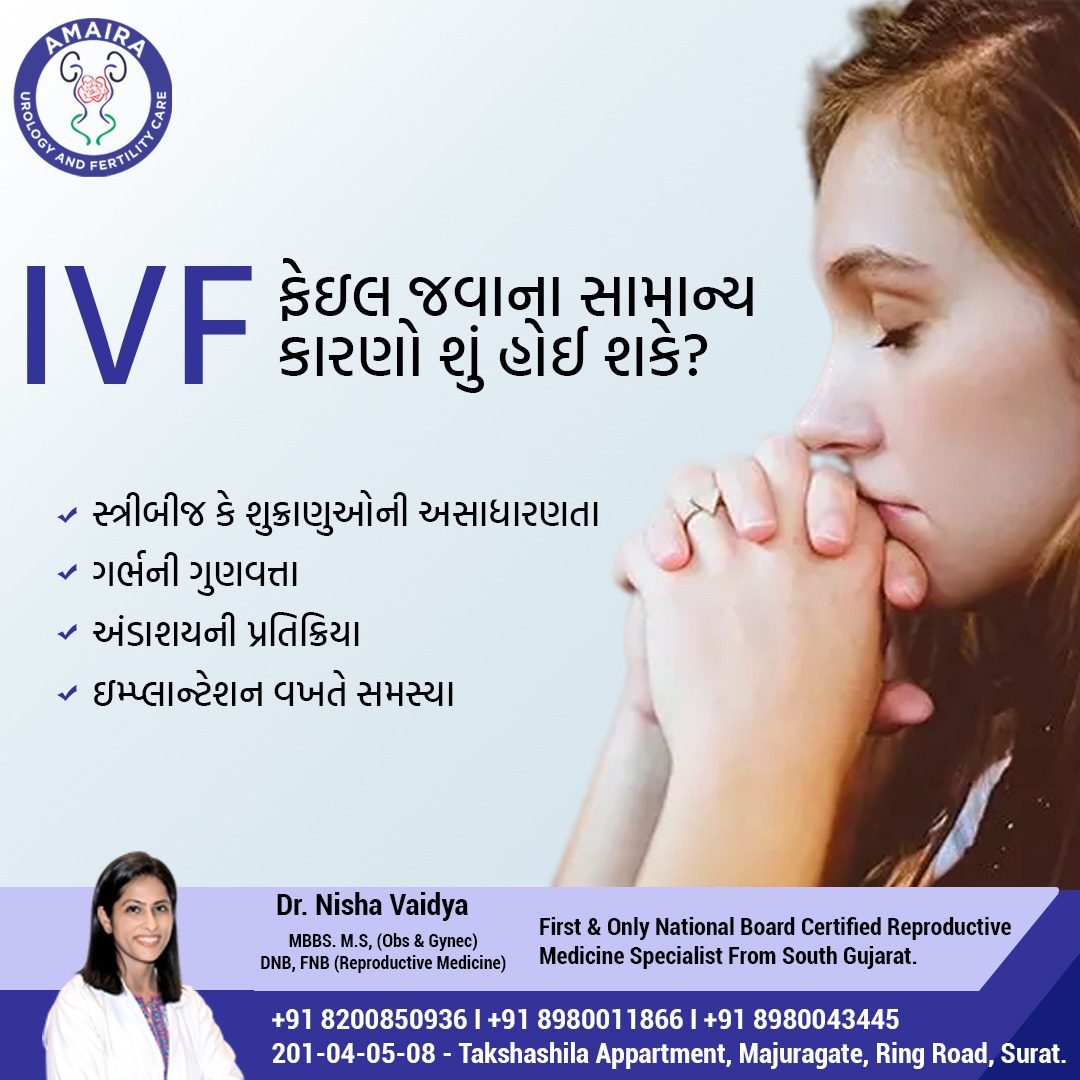 AMAIRA
UROLOGY AND FERTILITY CARE
IVF ફેઇલ જવાના સામાન્ય
કારણો શું હોઈ શકે?
સ્ત્રીબીજ કે શુક્રાણુઓની અસાધારણતા
ગર્ભની ગુણવત્તા
અંડાશયની પ્રતિક્રિયા
ઇમ્પ્લાન્ટેશન વખતે સમસ્યા
Dr. Nisha Vaidya
MBBS. M.S, (Obs & Gynec)
DNB, FNB (Reproductive Medicine)
First & Only National Board Certified Reproductive
Medicine Specialist From South Gujarat.
+91 8200850936 I +91 8980011866 I +91 8980043445
201-04-05-08 - Takshashila Appartment, Majuragate, Ring Road, Surat.